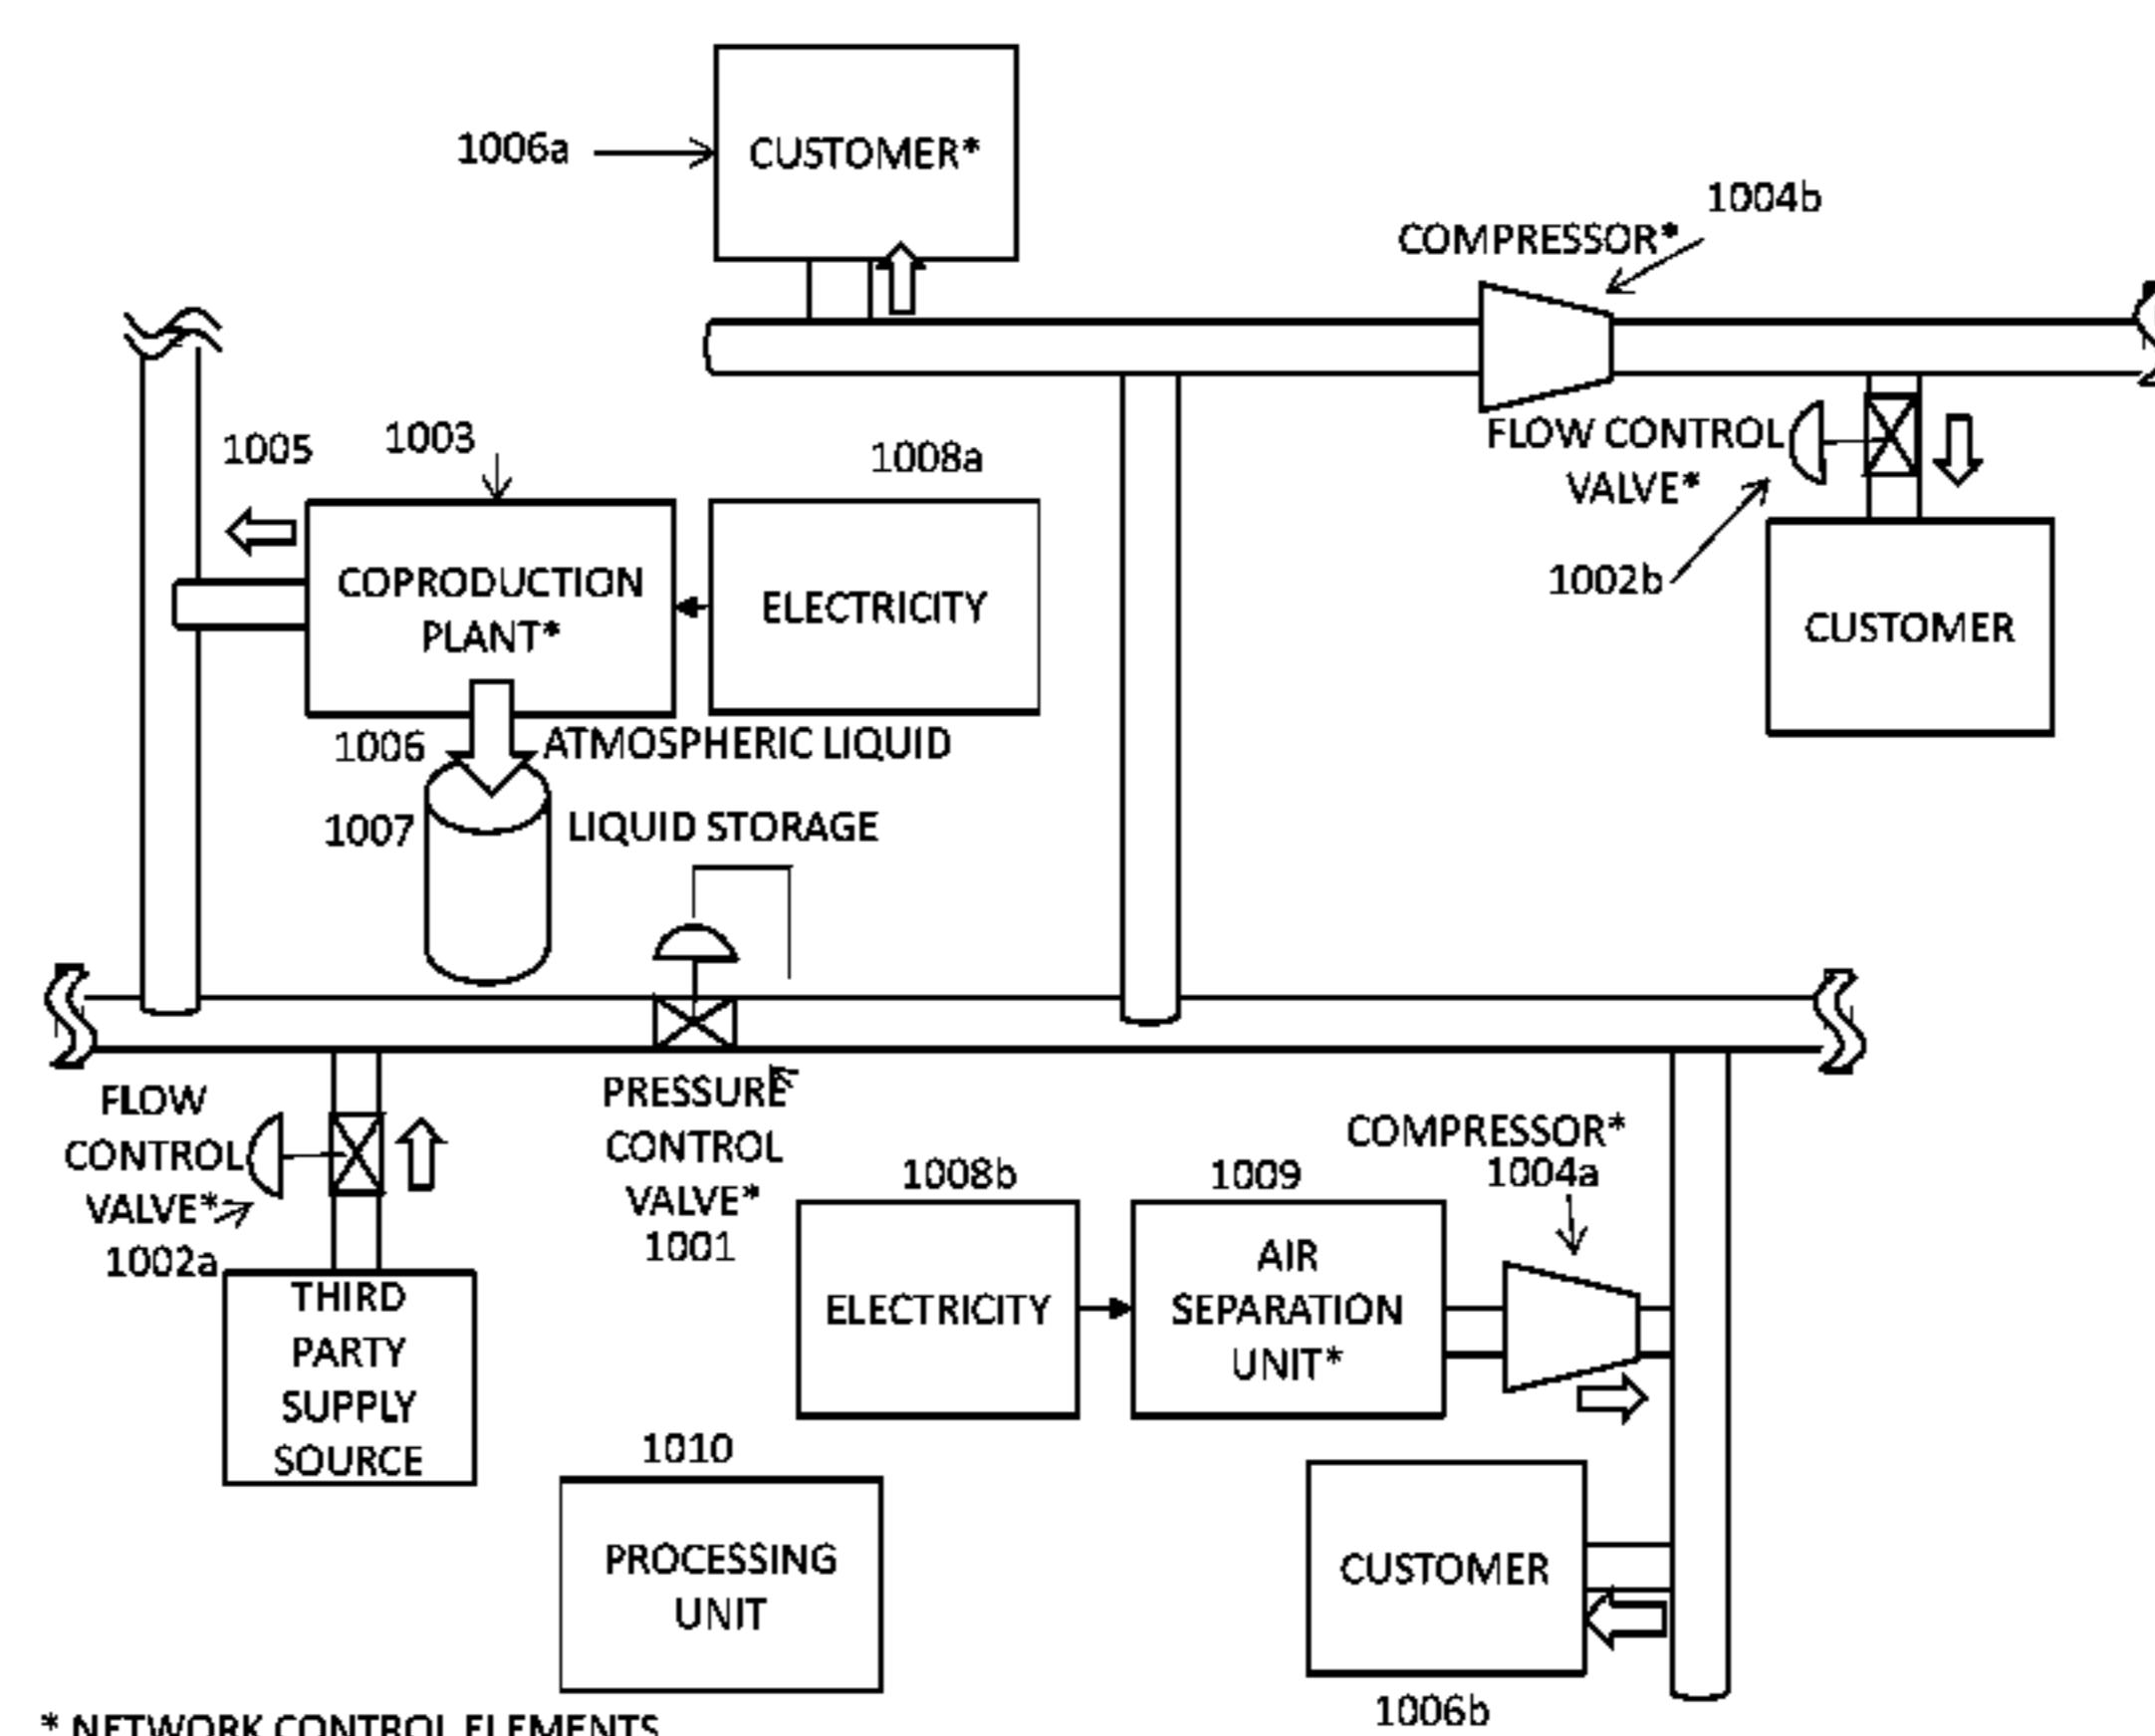 1006a
CUSTOMER*
1004b
COMPRESSOR*
1005
1003
1008a
FLOW CONTROL
VALVE*
1002b
CUSTOMER
COPRODUCTION
PLANT*
ELECTRICITY
1006
ATMOSPHERIC LIQUID
1007
LIQUID STORAGE
FLOW
CONTROL
VALVE*
1002a
PRESSURE
CONTROL
VALVE*
1001
COMPRESSOR*
1004a
1008b
1009
ELECTRICITY
AIR
SEPARATION
UNIT*
THIRD
PARTY
SUPPLY
SOURCE
1010
PROCESSING
UNIT
CUSTOMER
1006b
* NETWORK CONTROL ELEMENTS